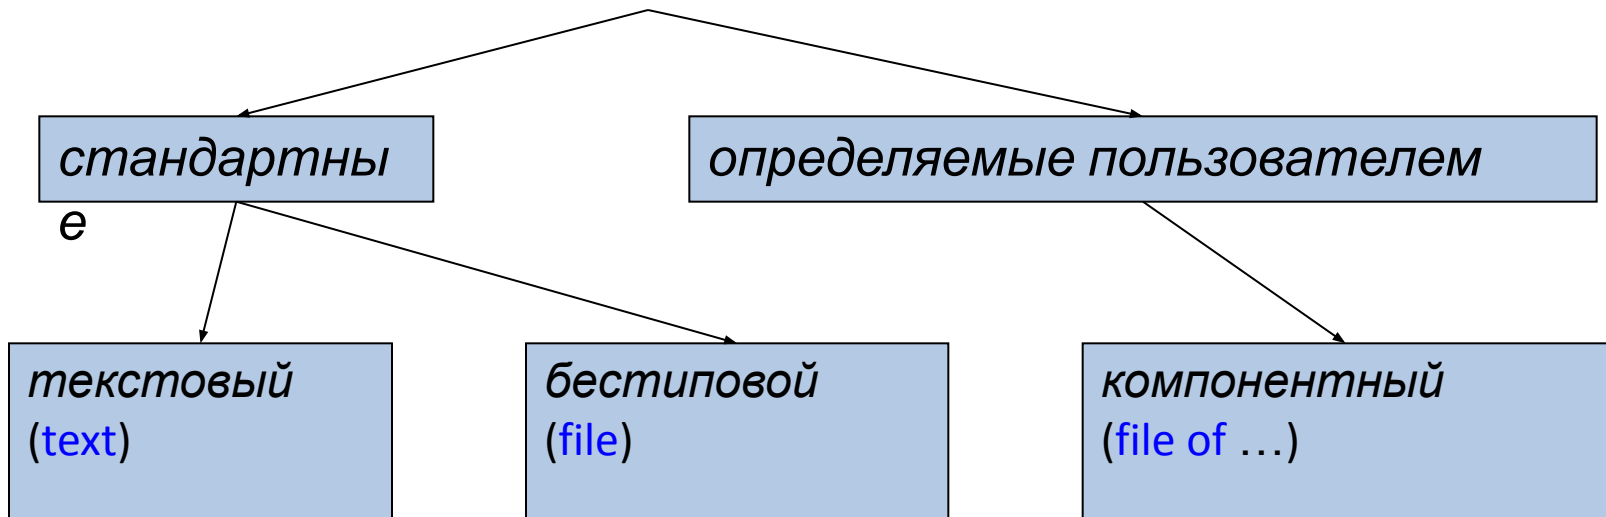 стандартны
е
определяемые пользователем
текстовый
(text)
бестиповой
(file)
компонентный
(file of …)